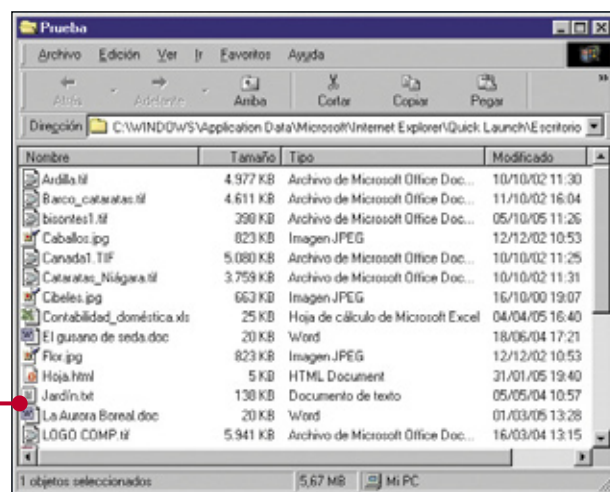 Prueba
Archivo Edición Ver Ir Favoritos Ayuda
Atrás Adelante Arriba Cortar Copiar Pegar »
Dirección C:\WINDOWS\Application Data\Microsoft\Internet Explorer\Quick Launch\Escritorio
Nombre Tamaño Tipo Modificado
Ardilla.tif 4.977 KB Archivo de Microsoft Office Doc... 10/10/02 11:30
Barco_cataratas.tif 4.611 KB Archivo de Microsoft Office Doc... 11/10/02 16:04
bisontes1.tif 398 KB Archivo de Microsoft Office Doc... 05/10/05 11:26
Caballos.jpg 823 KB Imagen JPEG 12/12/02 10:53
Canada1.TIF 5.080 KB Archivo de Microsoft Office Doc... 10/10/02 11:25
Cataratas_Niágara.tif 3.759 KB Archivo de Microsoft Office Doc... 10/10/02 11:31
Cibeles.jpg 663 KB Imagen JPEG 16/10/00 19:07
Contabilidad_doméstica.xls 25 KB Hoja de cálculo de Microsoft Excel 04/04/05 16:40
El gusano de seda.doc 20 KB Word 18/06/04 17:21
Flor.jpg 823 KB Imagen JPEG 12/12/02 10:53
Hoja.html 5 KB HTML Document 31/01/05 19:40
Jardín.txt 138 KB Documento de texto 05/05/04 10:57
La Aurora Boreal.doc 20 KB Word 01/03/05 13:28
LOGO COMP.tif 5.941 KB Archivo de Microsoft Office Doc... 16/03/04 13:15
1 objetos seleccionados 5,67 MB Mi PC